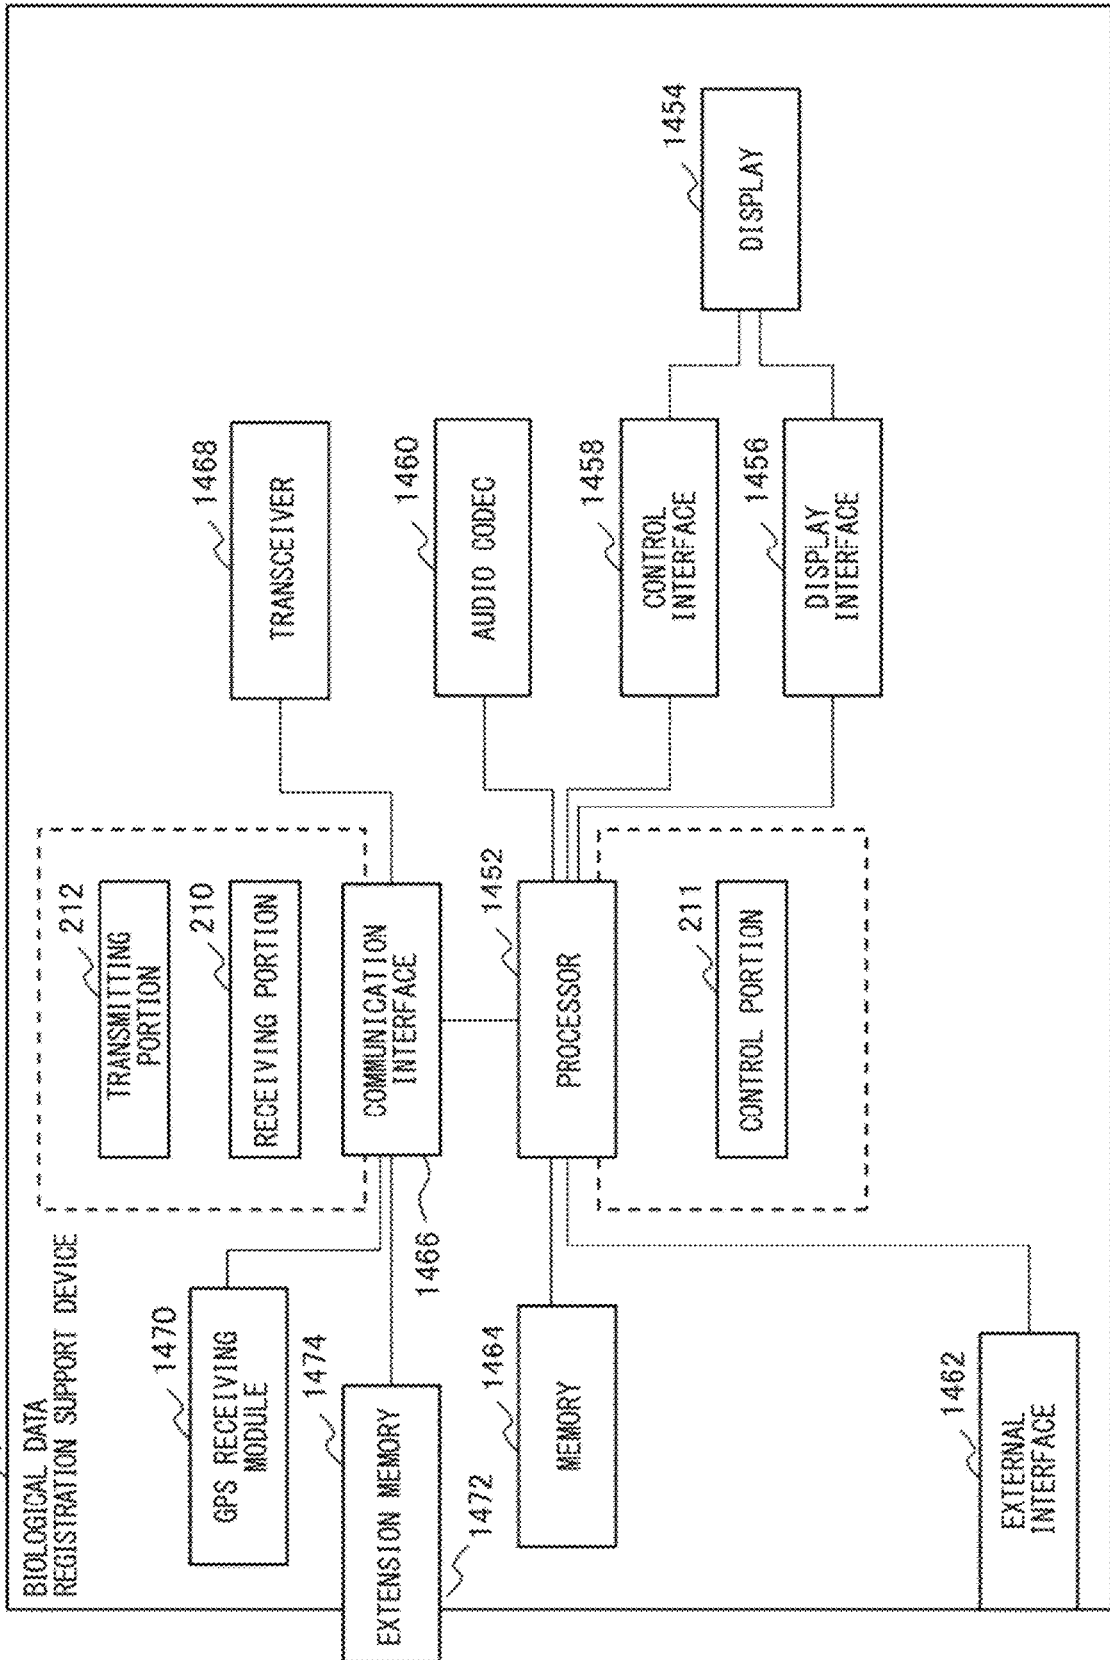 BIOLOGICAL DATA
REGISTRATION SUPPORT DEVICE
1470
GPS RECEIVING
MODULE
1474
EXTENSION MEMORY
1472
1464
MEMORY
1462
EXTERNAL
INTERFACE
212
TRANSMITTING
PORTION
210
RECEIVING PORTION
COMMUNICATION
INTERFACE
1466
1452
PROCESSOR
211
CONTROL PORTION
1468
TRANSCEIVER
1460
AUDIO CODEC
1458
CONTROL
INTERFACE
1456
DISPLAY
INTERFACE
1454
DISPLAY